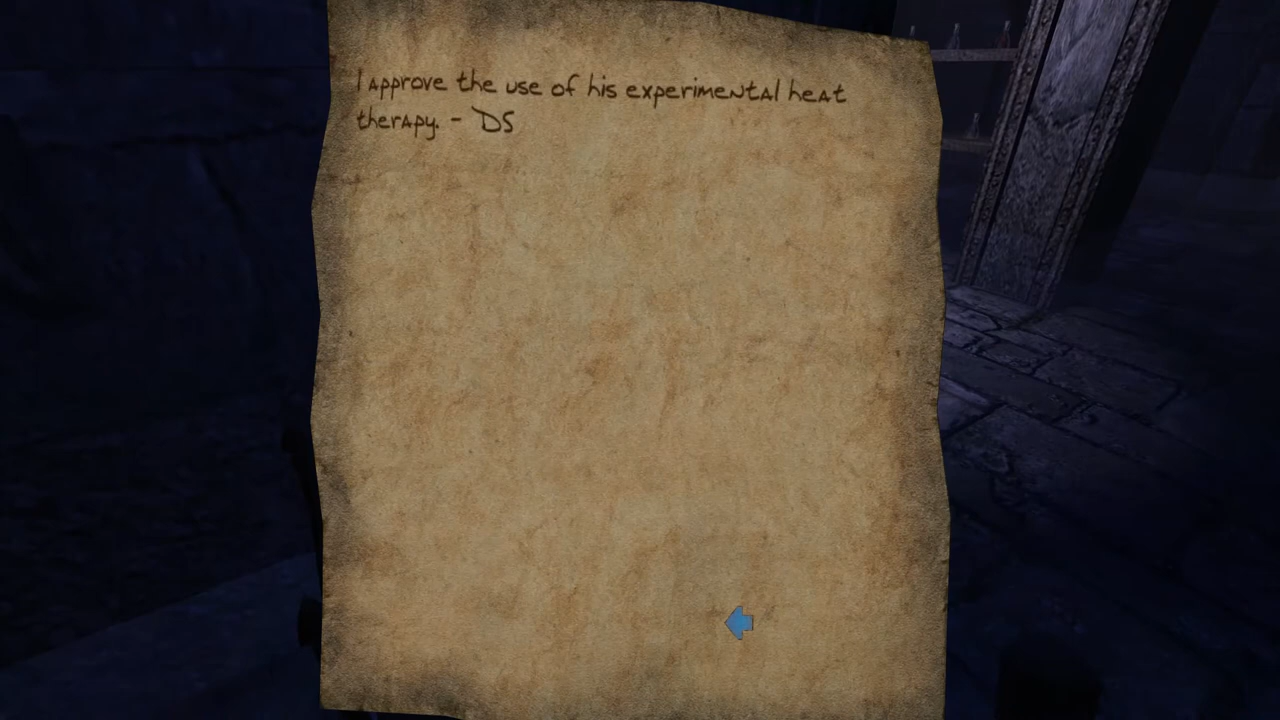 I approve the use of his experimental heat
therapy. - DS